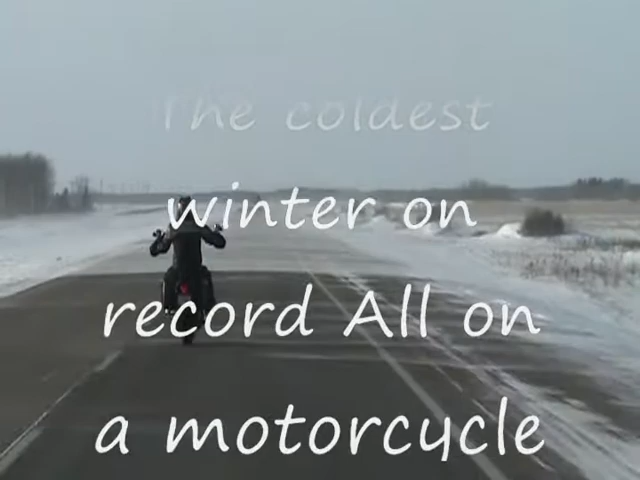 The coldest
winter on
record All on
a motorcycle